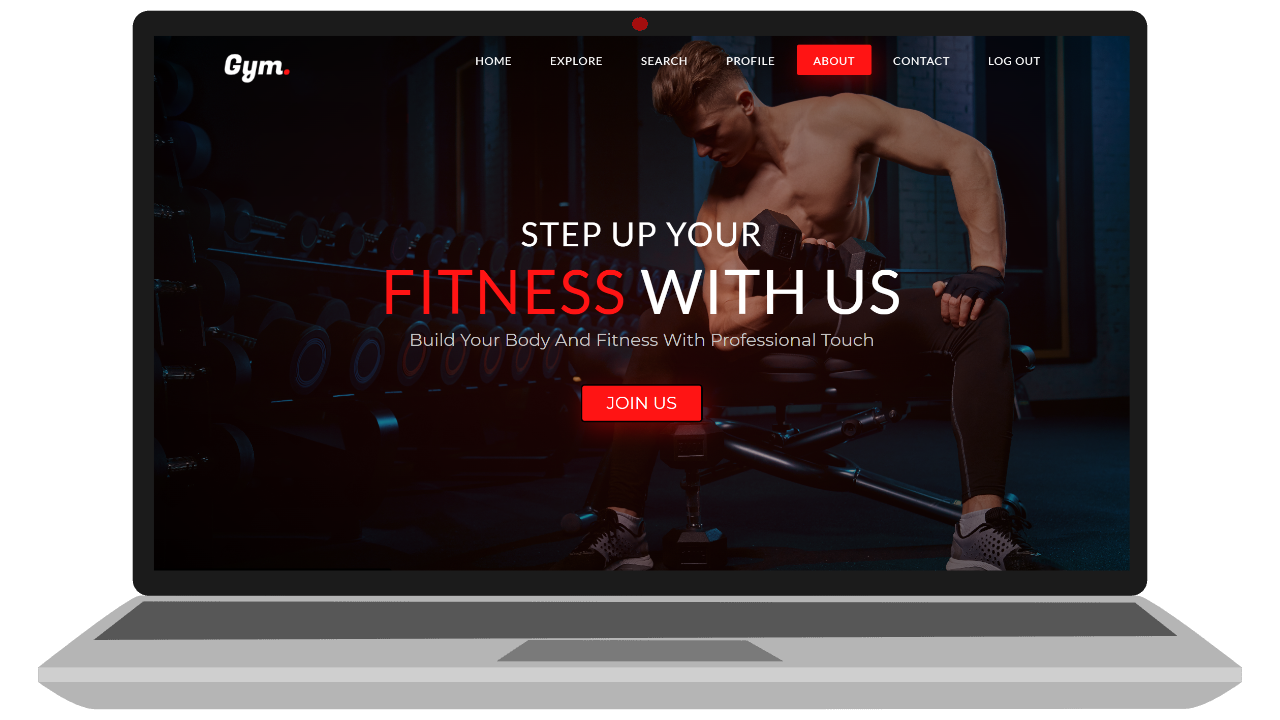 Gym.
HOME EXPLORE SEARCH PROFILE ABOUT CONTACT LOG OUT
STEP UP YOUR
FITNESS WITH US
Build Your Body And Fitness With Professional Touch
JOIN US